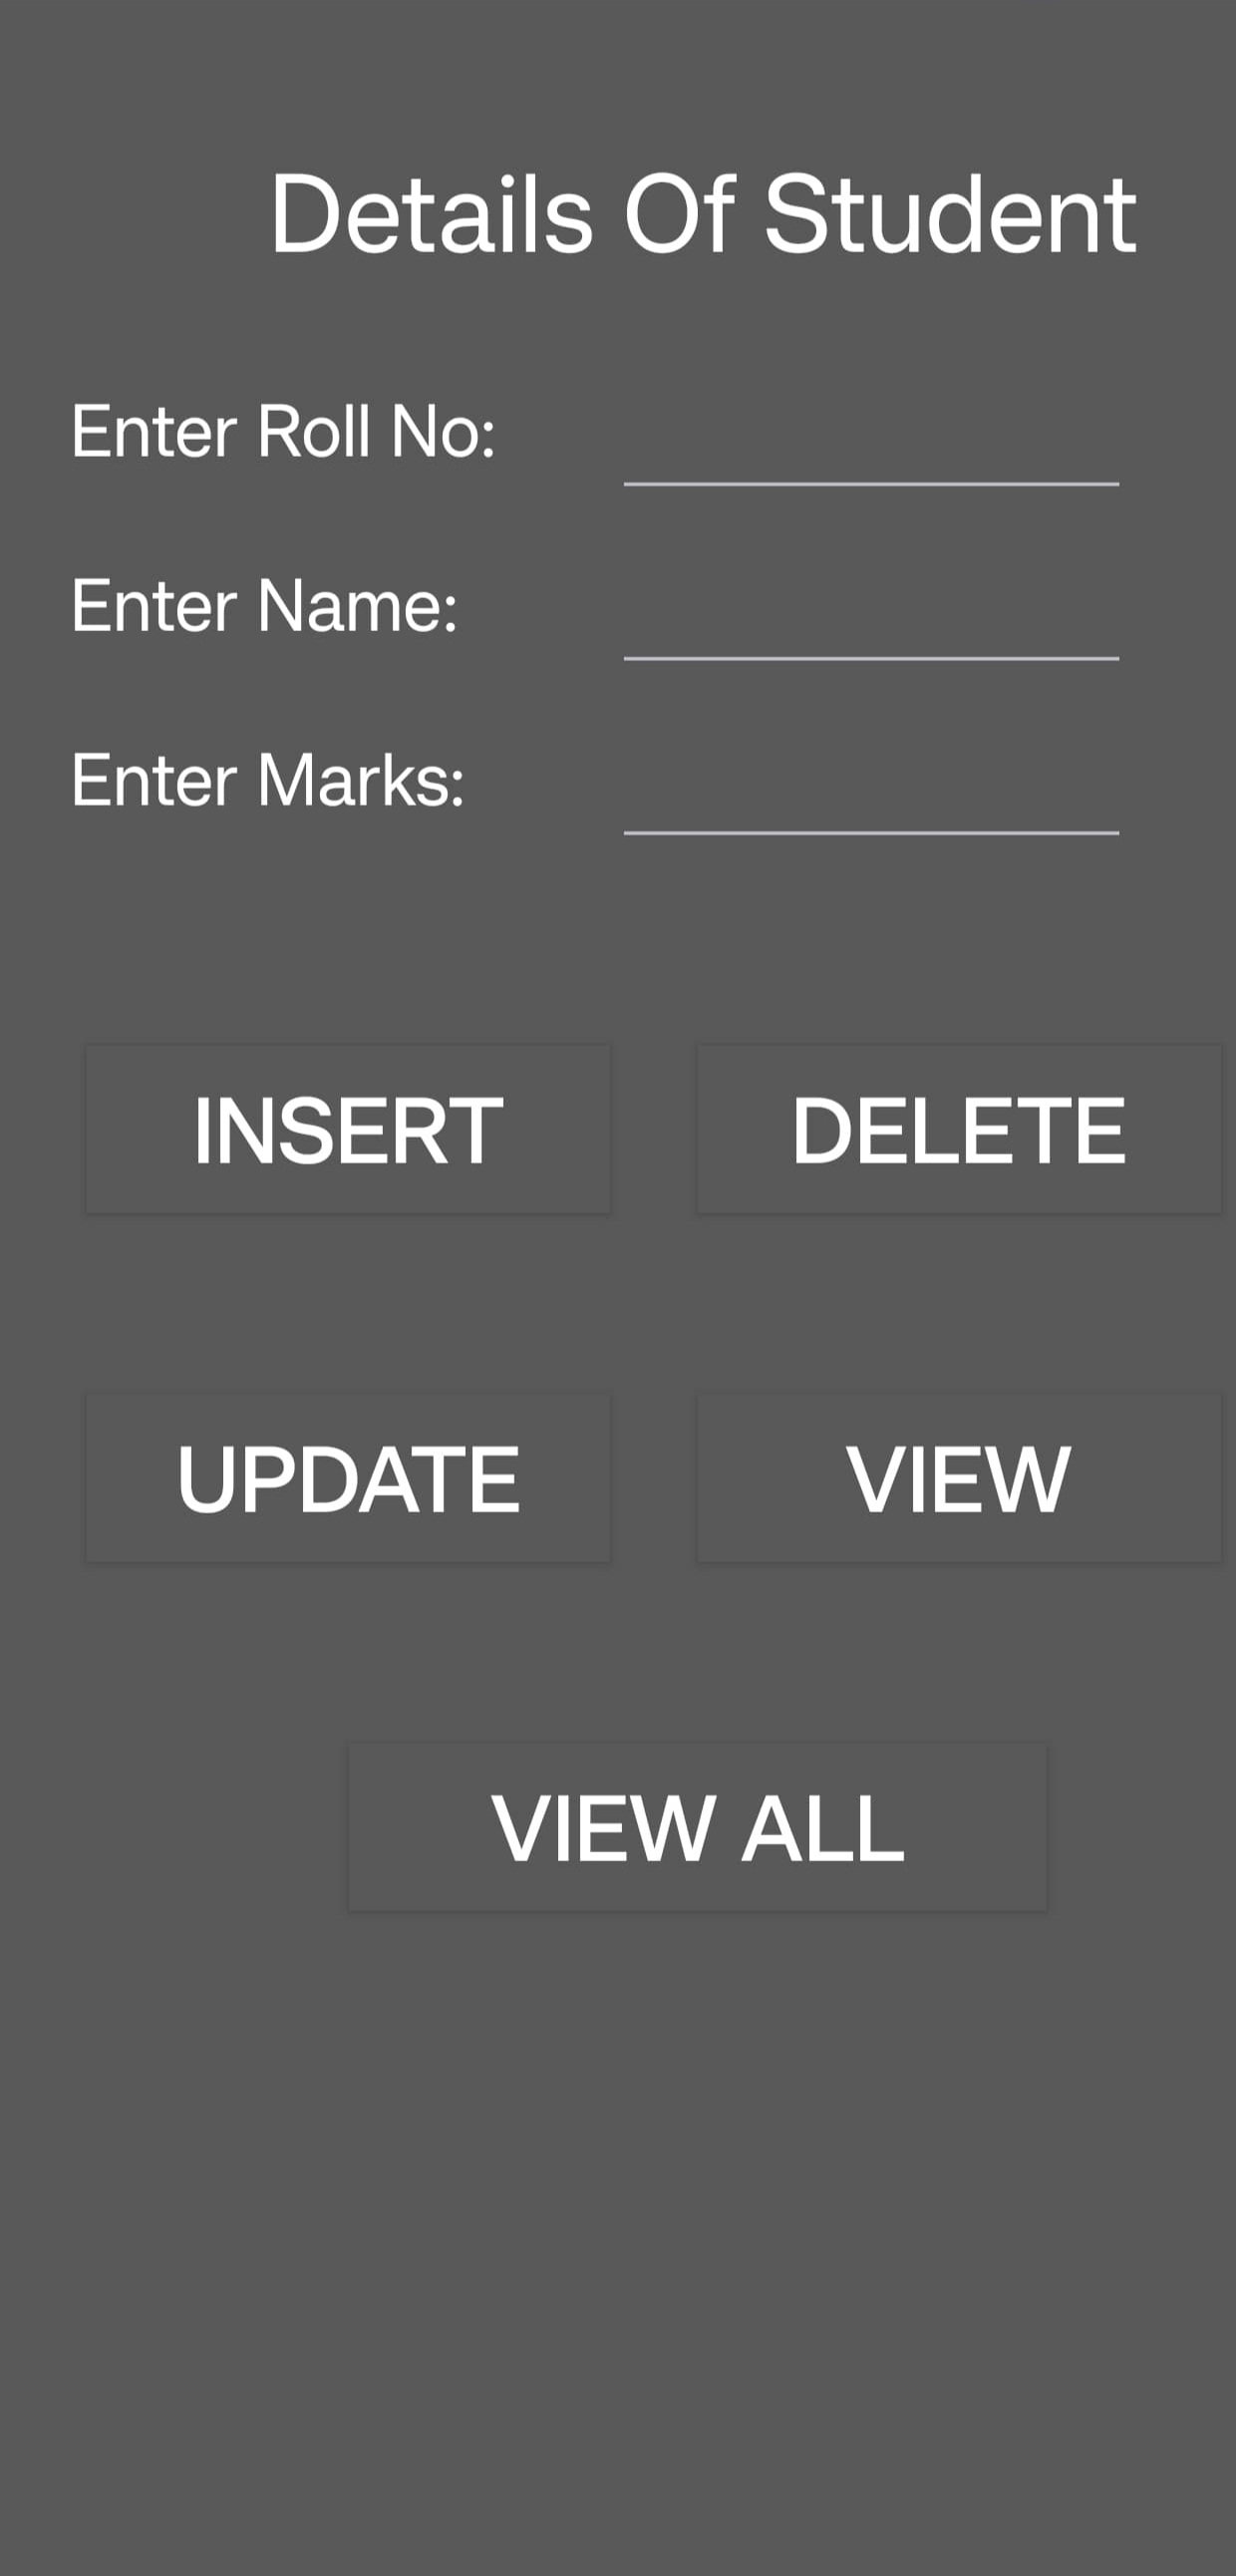 Details Of Student
Enter Roll No:
Enter Name:
Enter Marks:
INSERT DELETE
UPDATE VIEW
VIEW ALL